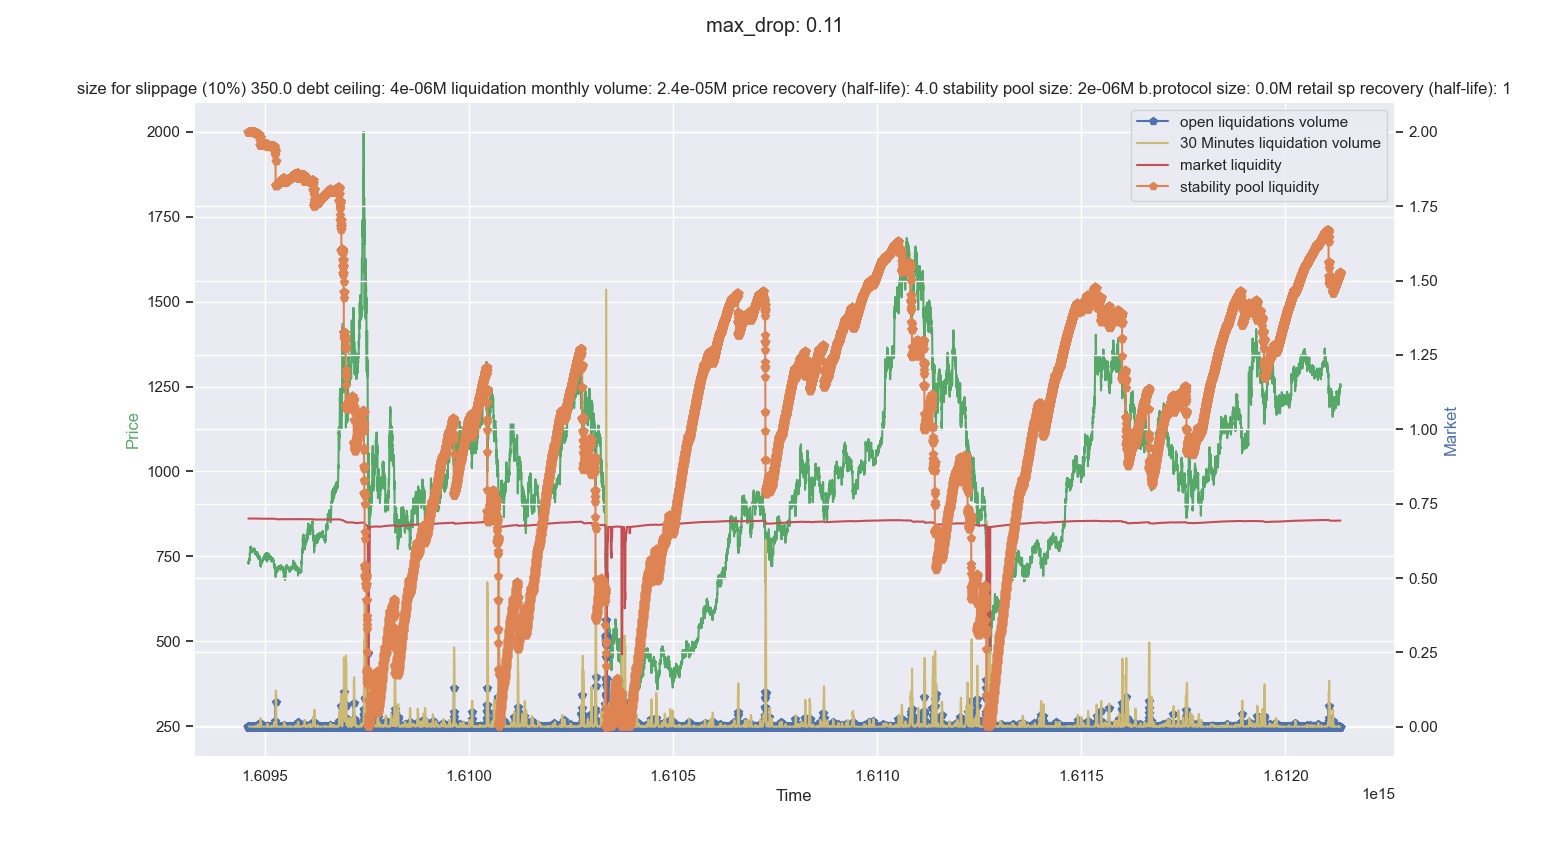 max_drop: 0.11
size for slippage (10%) 350.0 debt ceiling: 4e-06M liquidation monthly volume: 2.4e-05M price recovery (half-life): 4.0 stability pool size: 2e-06M b.protocol size: 0.0M retail sp recovery (half-life): 1
open liquidations volume
30 Minutes liquidation volume
market liquidity
stability pool liquidity
2000
1750
1500
1250
1000
750
500
250
Price
2.00
1.75
1.50
1.25
1.00
0.75
0.50
0.25
0.00
Market
1.6095
1.6100
1.6105
1.6110
1.6115
1.6120
1e15
Time